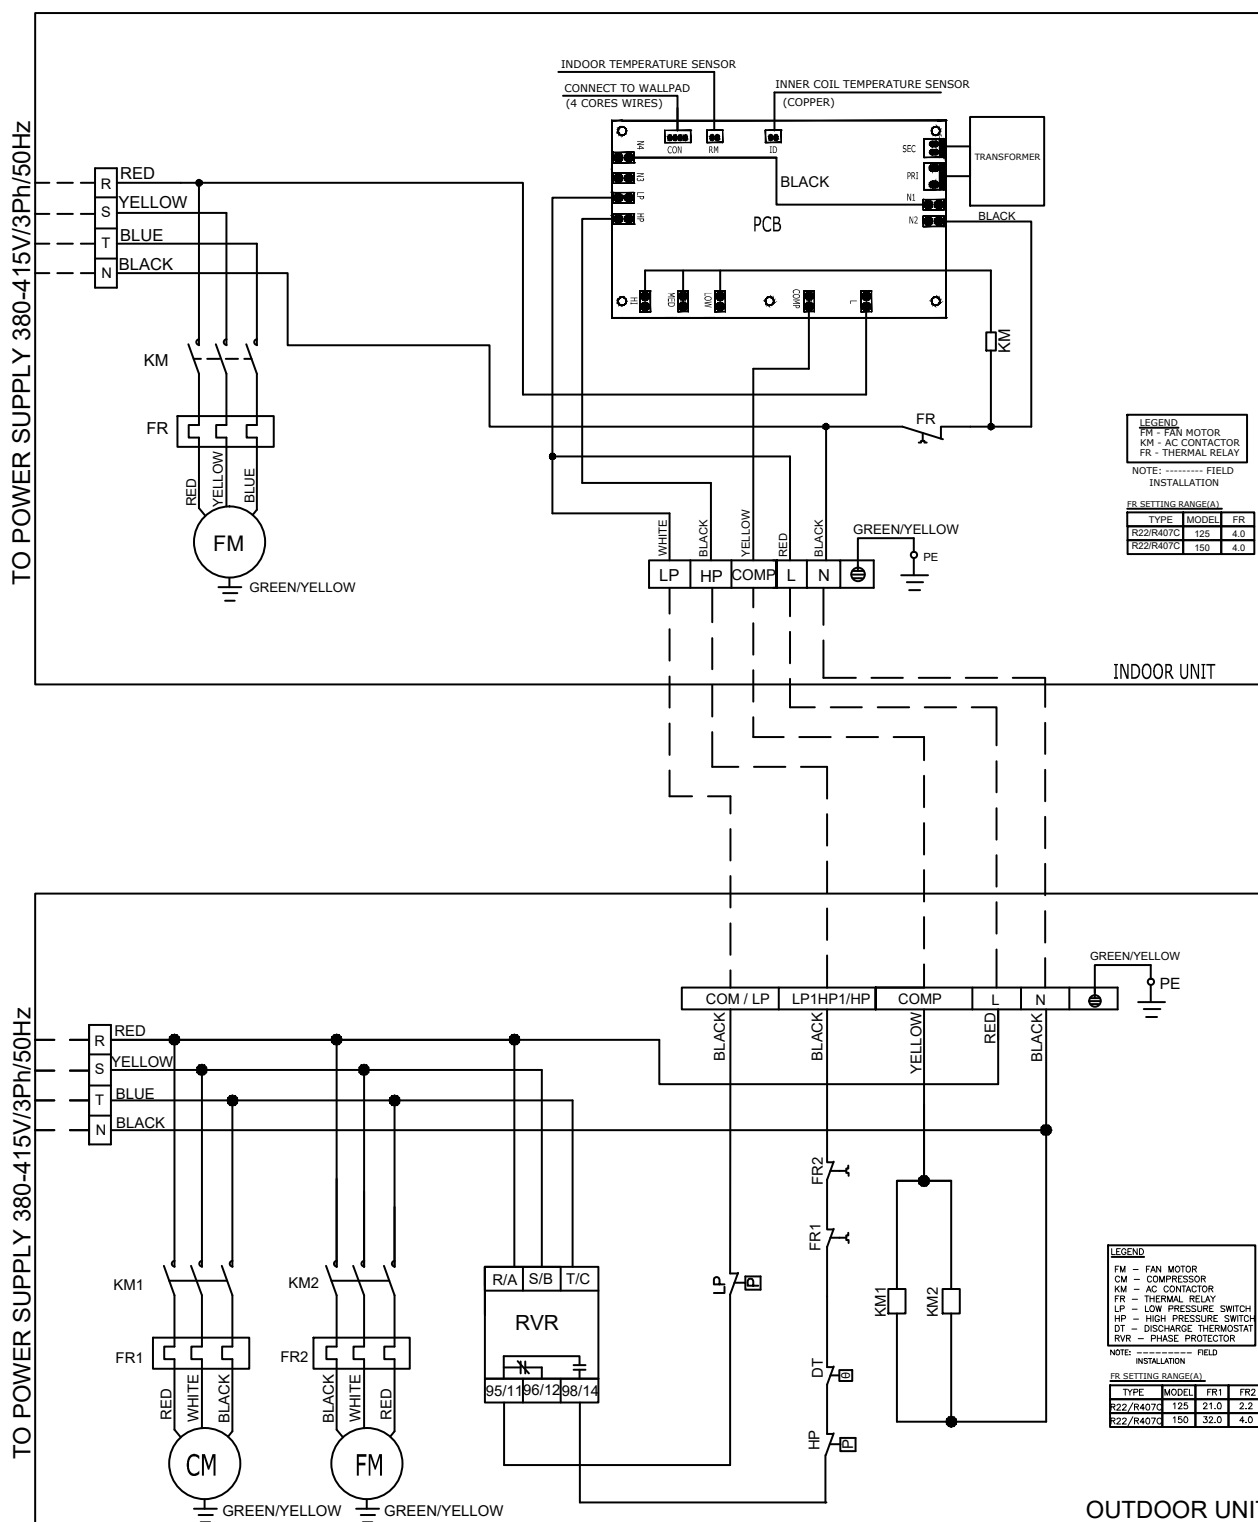 INDOOR TEMPERATURE SENSOR
CONNECT TO WALLPAD
(4 CORES WIRES)
INNER COIL TEMPERATURE SENSOR
(COPPER)
CON
RM
ID
N4
N3
LP
HP
SEC
PRI
N1
N2
TRANSFORMER
BLACK
BLACK
PCB
HI
MED
LOW
COMP
L
TO POWER SUPPLY 380-415V/3Ph/50Hz
R
RED
S
YELLOW
T
BLUE
N
BLACK
KM
FR
RED
YELLOW
BLUE
FM
GREEN/YELLOW
KM
FR
LEGEND
FM - FAN MOTOR
KM - AC CONTACTOR
FR - THERMAL RELAY
NOTE: --------- FIELD
INSTALLATION
FR SETTING RANGE(A)
TYPE MODEL FR
R22/R407C 125 4.0
R22/R407C 150 4.0
WHITE
BLACK
YELLOW
RED
BLACK
GREEN/YELLOW
PE
LP HP COMP L N
INDOOR UNIT
GREEN/YELLOW
PE
COM / LP LP1HP1/HP COMP L N
BLACK
BLACK
YELLOW
RED
BLACK
TO POWER SUPPLY 380-415V/3Ph/50Hz
R
RED
S
YELLOW
T
BLUE
N
BLACK
KM1
KM2
FR1
FR2
RED
WHITE
BLACK
BLACK
WHITE
RED
CM
FM
GREEN/YELLOW
GREEN/YELLOW
R/A S/B T/C
RVR
95/11 96/12 98/14
LP
P
FR2
FR1
DT
θ
HP
P
KM1
KM2
LEGEND
FM – FAN MOTOR
CM – COMPRESSOR
KM – AC CONTACTOR
FR – THERMAL RELAY
LP – LOW PRESSURE SWITCH
HP – HIGH PRESSURE SWITCH
DT – DISCHARGE THERMOSTAT
RVR – PHASE PROTECTOR
NOTE: --------- FIELD
INSTALLATION
FR SETTING RANGE(A)
TYPE MODEL FR1 FR2
R22/R407C 125 21.0 2.2
R22/R407C 150 32.0 4.0
OUTDOOR UNIT